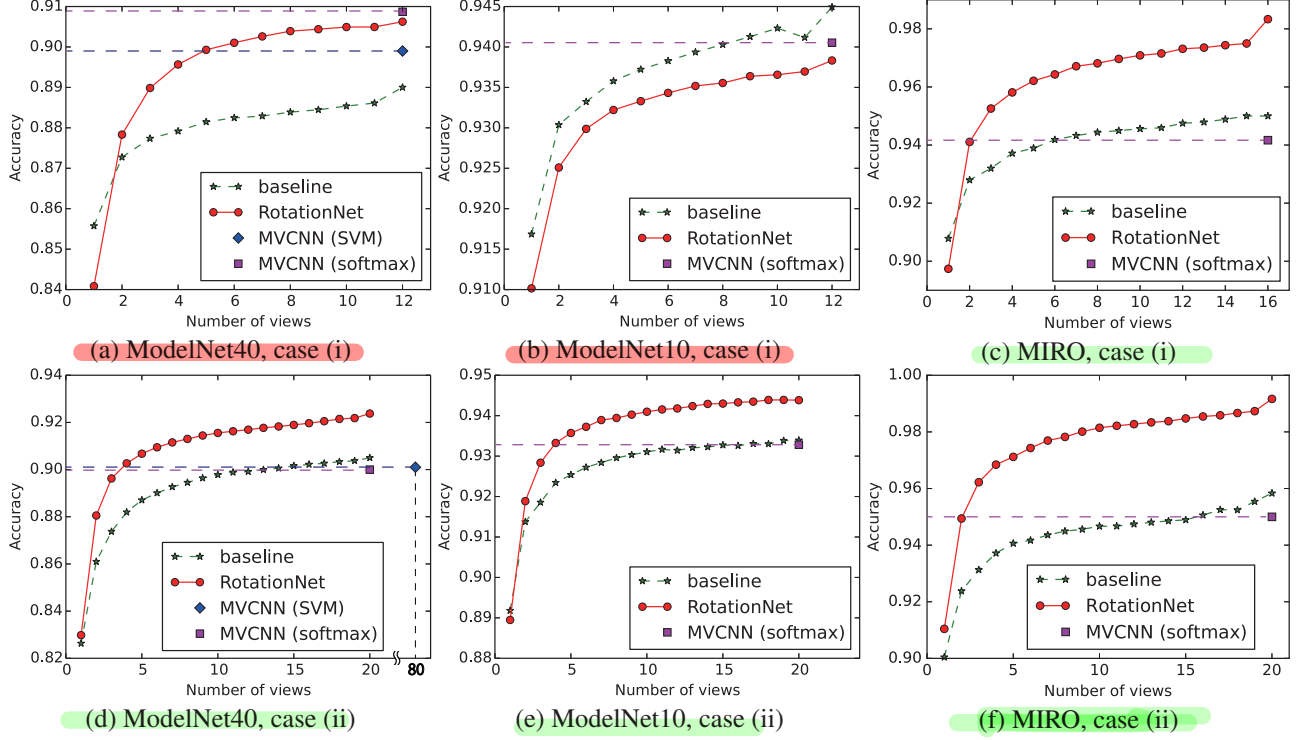 0.91
0.90
0.89
0.88
0.87
0.86
0.85
0.84
Accuracy
baseline
RotationNet
MVCNN (SVM)
MVCNN (softmax)
0 2 4 6 8 10 12 14
Number of views
(a) ModelNet40, case (i)
0.945
0.940
0.935
0.930
0.925
0.920
0.915
0.910
Accuracy
baseline
RotationNet
MVCNN (softmax)
0 2 4 6 8 10 12
Number of views
(b) ModelNet10, case (i)
0.98
0.96
0.94
0.92
0.90
Accuracy
baseline
RotationNet
MVCNN (softmax)
0 2 4 6 8 10 12 14 16
Number of views
(c) MIRO, case (i)
0.94
0.92
0.90
0.88
0.86
0.84
0.82
Accuracy
baseline
RotationNet
MVCNN (SVM)
MVCNN (softmax)
0 5 10 15 20 80
Number of views
(d) ModelNet40, case (ii)
0.95
0.94
0.93
0.92
0.91
0.90
0.89
0.88
Accuracy
baseline
RotationNet
MVCNN (softmax)
0 5 10 15 20
Number of views
(e) ModelNet10, case (ii)
1.00
0.98
0.96
0.94
0.92
0.90
Accuracy
baseline
RotationNet
MVCNN (softmax)
0 5 10 15 20
Number of views
(f) MIRO, case (ii)